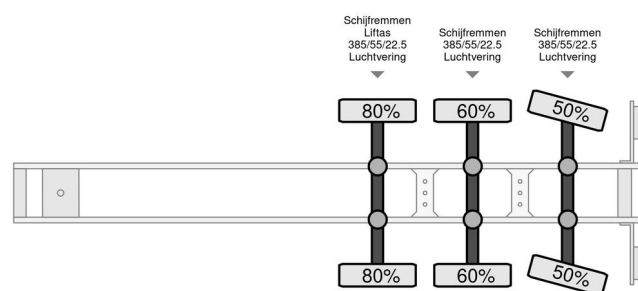 Schijfremmen
Liftas
385/55/22.5
Luchtvering
Schijfremmen
385/55/22.5
Luchtvering
Schijfremmen
385/55/22.5
Luchtvering
80%
60%
50%
80%
60%
50%